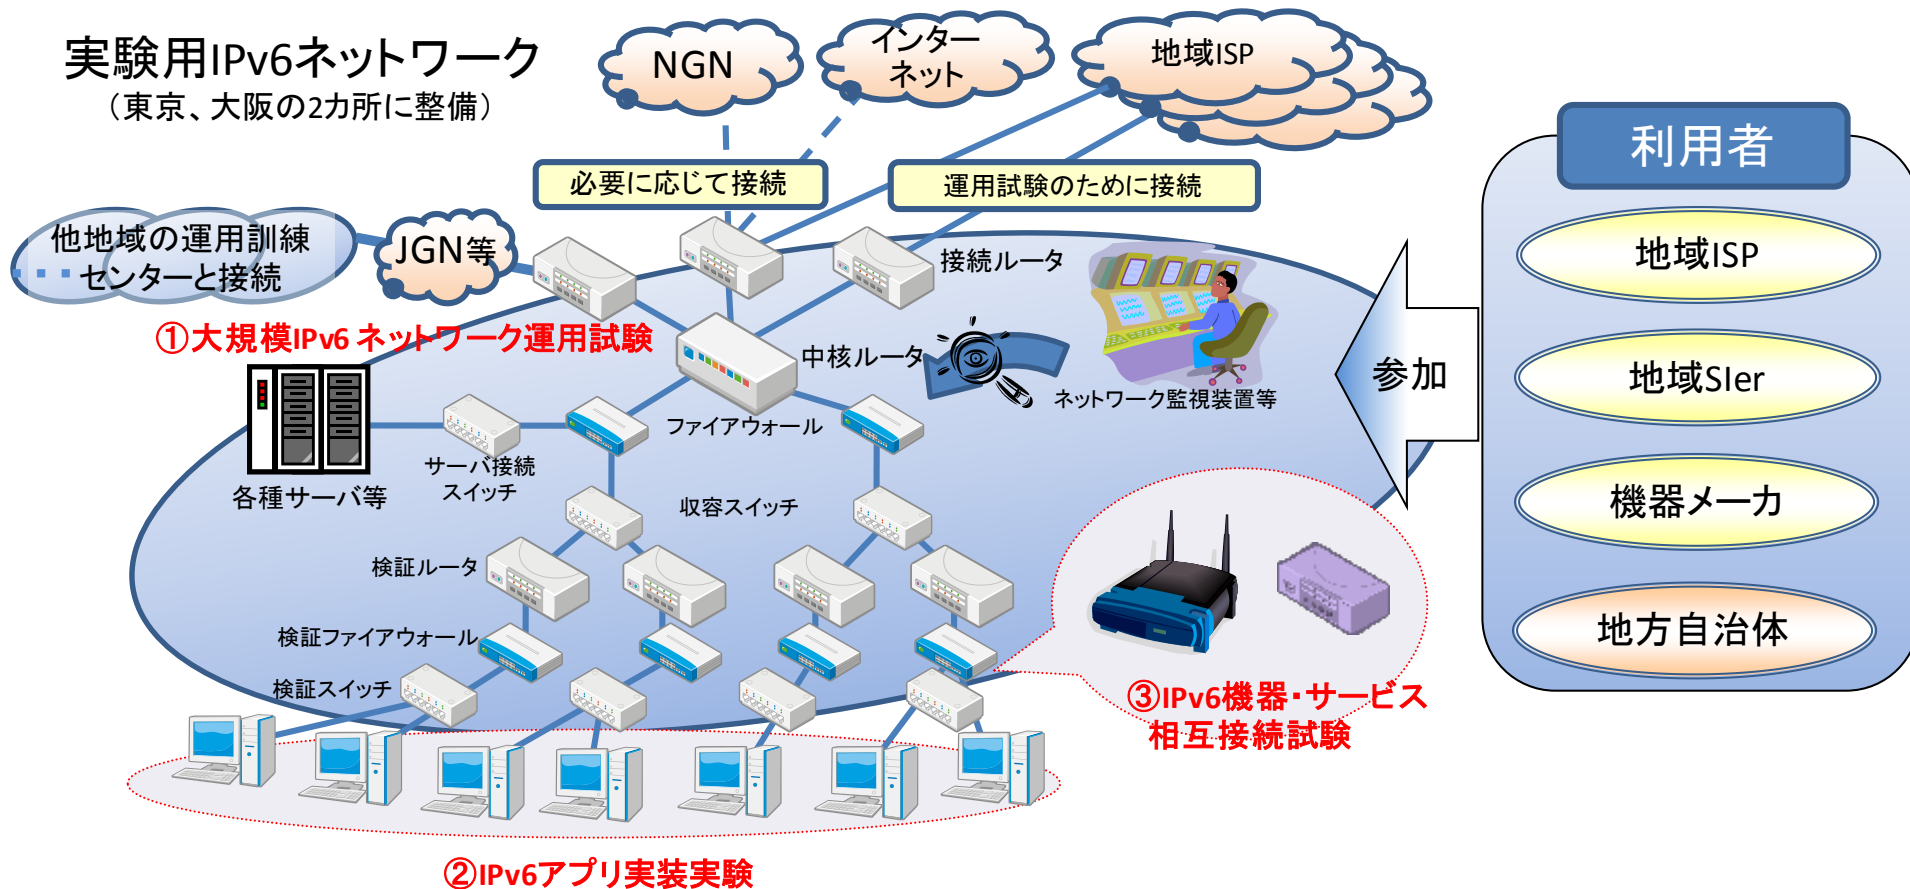 実験用IPv6ネットワーク
（東京、大阪の2カ所に整備）
NGN
インター
ネット
地域ISP
必要に応じて接続
運用試験のために接続
他地域の運用訓練
センターと接続
JGN等
接続ルータ
①大規模IPv6 ネットワーク運用試験
中核ルータ
ネットワーク監視装置等
ファイアウォール
サーバ接続
スイッチ
各種サーバ等
収容スイッチ
検証ルータ
検証ファイアウォール
検証スイッチ
③IPv6機器・サービス
相互接続試験
②IPv6アプリ実装実験
参加
利用者
地域ISP
地域SIer
機器メーカ
地方自治体